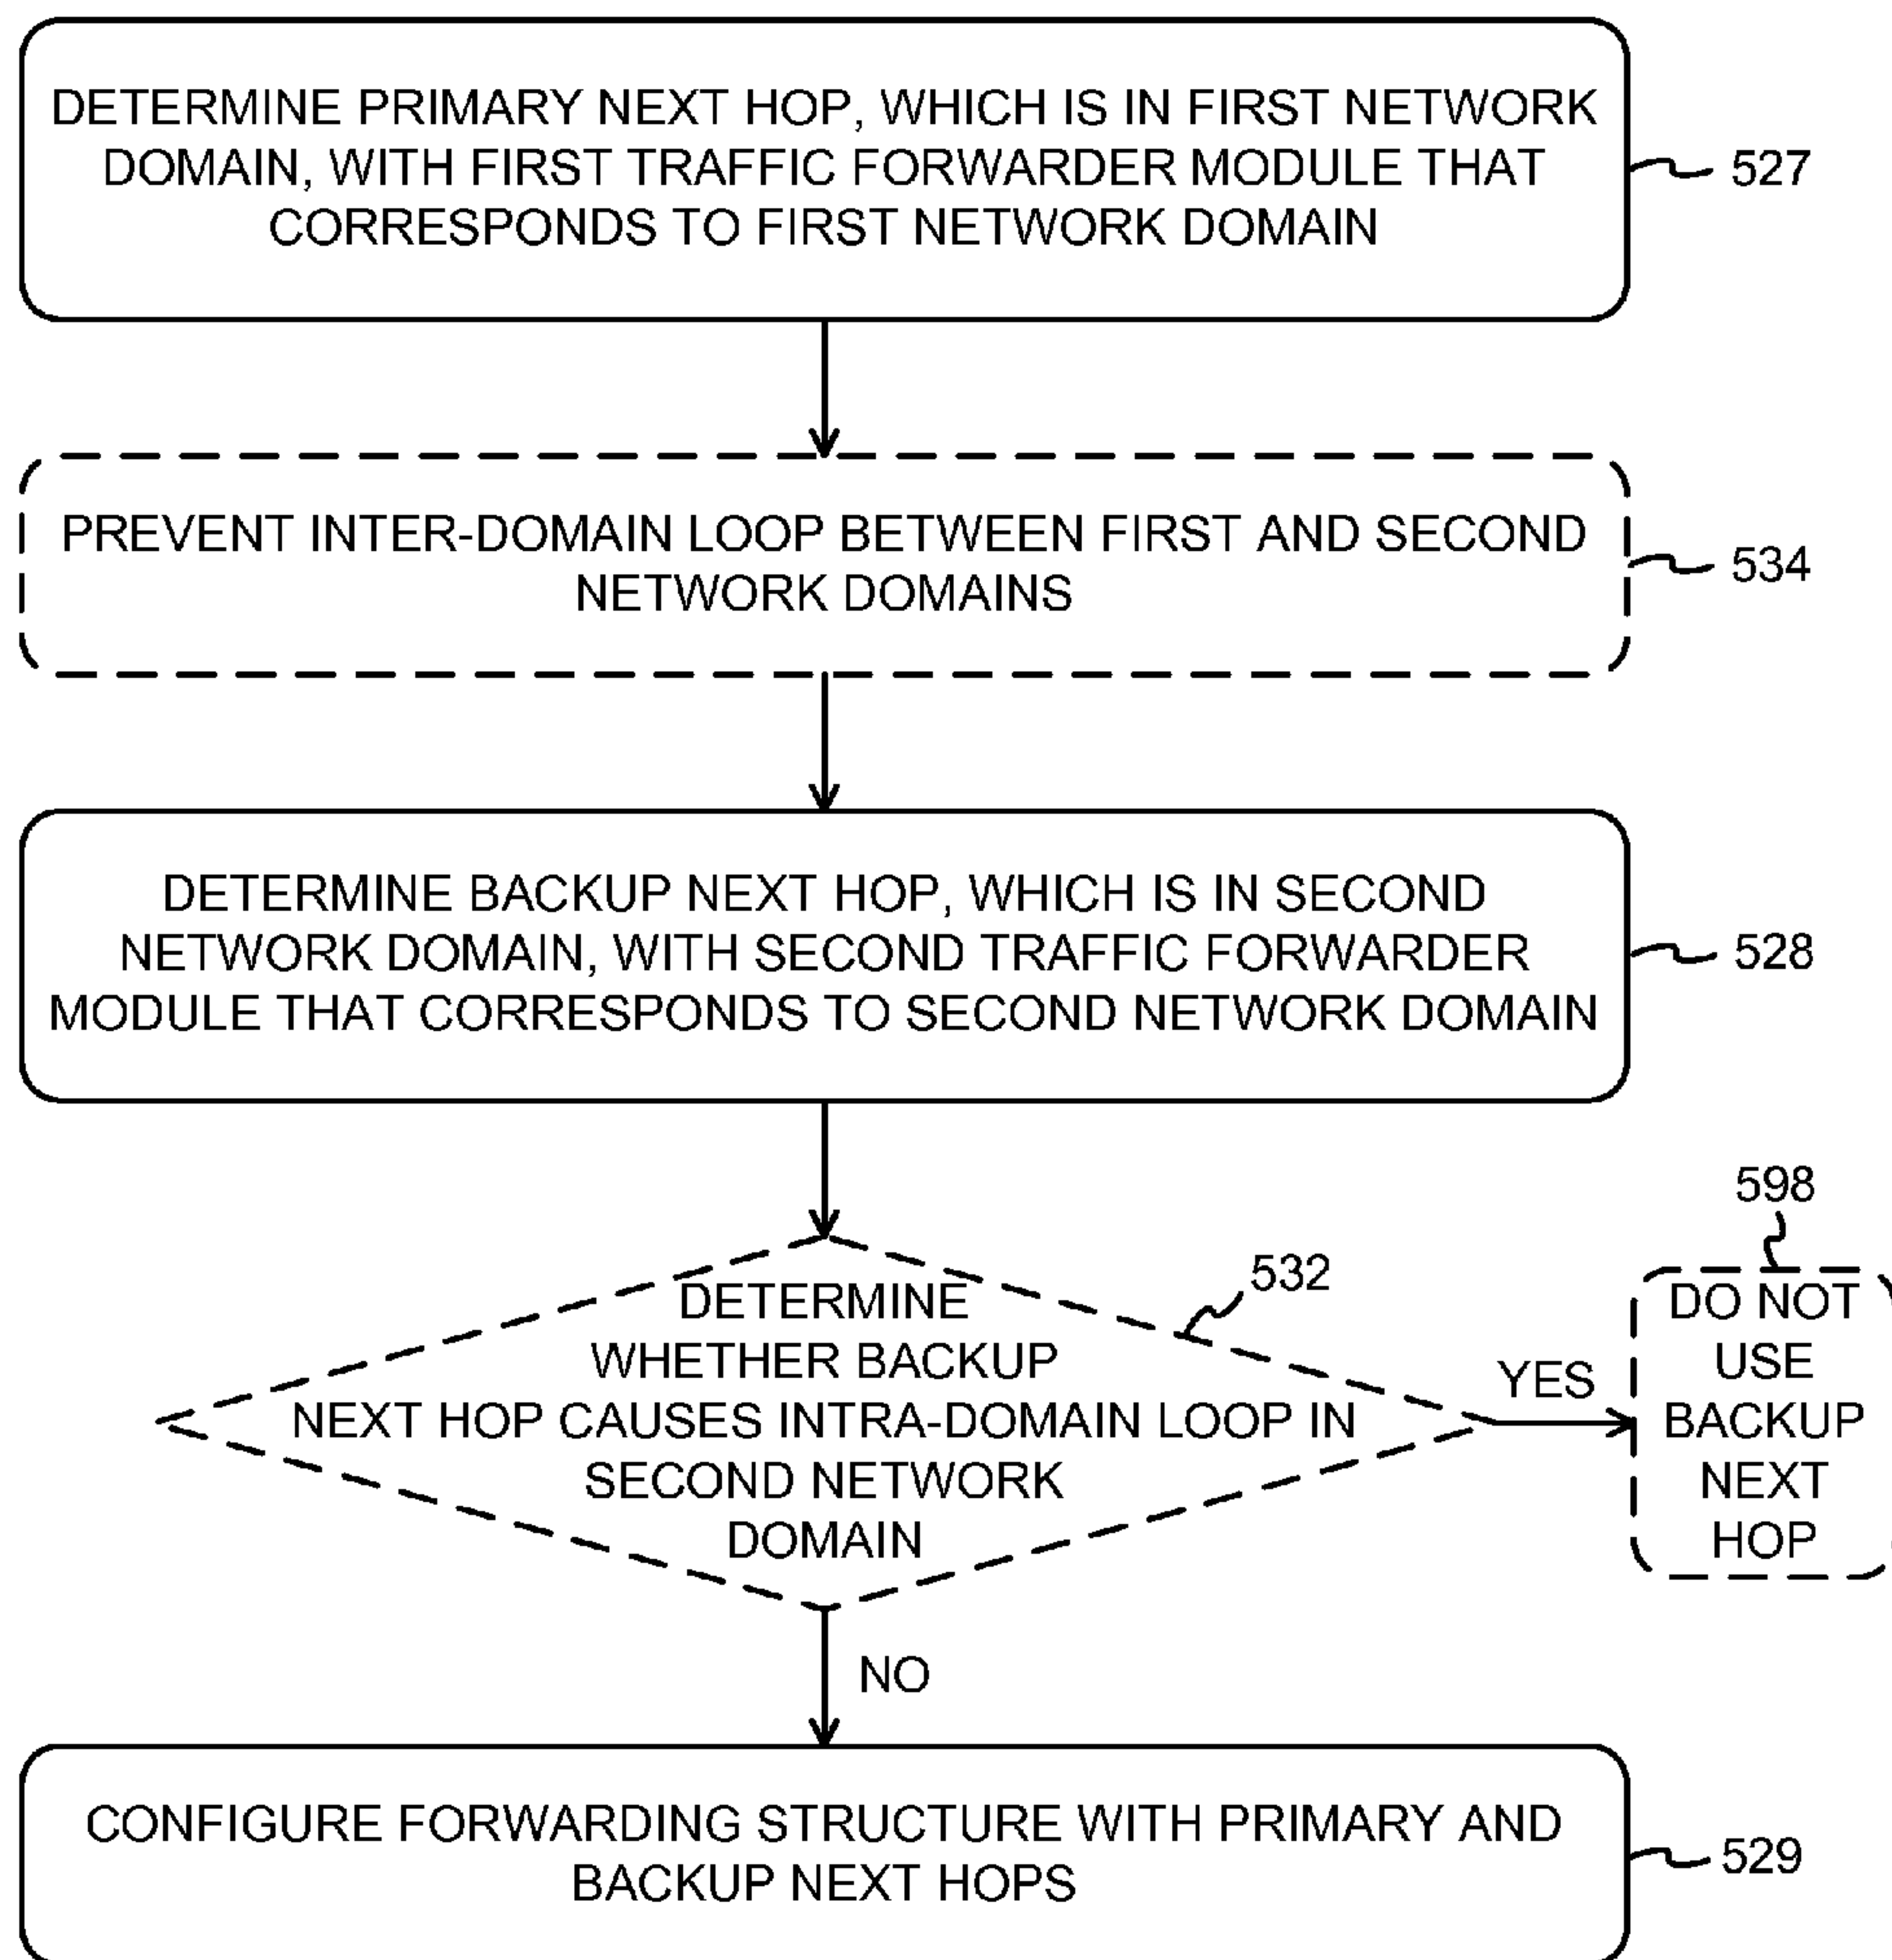 DETERMINE PRIMARY NEXT HOP, WHICH IS IN FIRST NETWORK
DOMAIN, WITH FIRST TRAFFIC FORWARDER MODULE THAT
CORRESPONDS TO FIRST NETWORK DOMAIN
527
PREVENT INTER-DOMAIN LOOP BETWEEN FIRST AND SECOND
NETWORK DOMAINS
534
DETERMINE BACKUP NEXT HOP, WHICH IS IN SECOND
NETWORK DOMAIN, WITH SECOND TRAFFIC FORWARDER
MODULE THAT CORRESPONDS TO SECOND NETWORK DOMAIN
528
DETERMINE
WHETHER BACKUP
NEXT HOP CAUSES INTRA-DOMAIN LOOP IN
SECOND NETWORK
DOMAIN
532
YES
598
DO NOT
USE
BACKUP
NEXT
HOP
NO
CONFIGURE FORWARDING STRUCTURE WITH PRIMARY AND
BACKUP NEXT HOPS
529